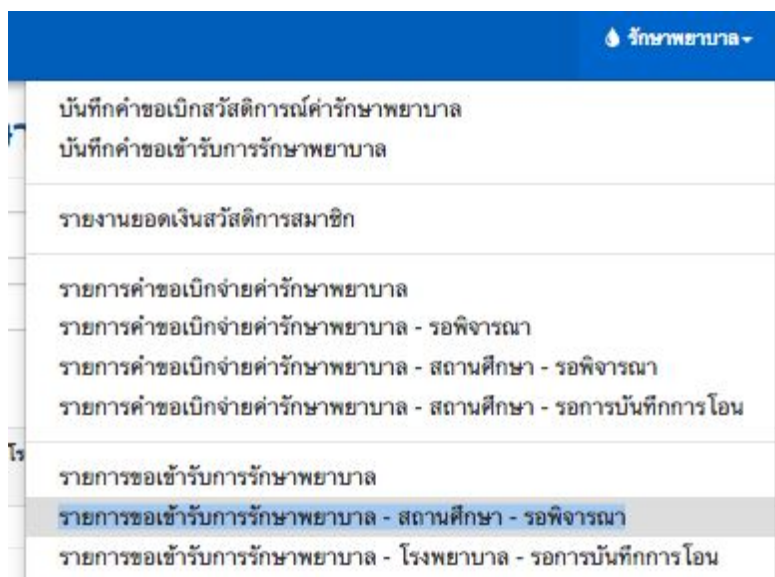 รักษาพยาบาล
บันทึกคำขอเบิกสวัสดิการณ์ค่ารักษาพยาบาล
บันทึกคำขอเข้ารับการรักษาพยาบาล
รายงานยอดเงินสวัสดิการสมาชิก
รายการคำขอเบิกจ่ายค่ารักษาพยาบาล
รายการคำขอเบิกจ่ายค่ารักษาพยาบาล - รอพิจารณา
รายการคำขอเบิกจ่ายค่ารักษาพยาบาล - สถานศึกษา - รอพิจารณา
รายการคำขอเบิกจ่ายค่ารักษาพยาบาล - สถานศึกษา - รอการบันทึกการโอน
รายการขอเข้ารับการรักษาพยาบาล
รายการขอเข้ารับการรักษาพยาบาล - สถานศึกษา - รอพิจารณา
รายการขอเข้ารับการรักษาพยาบาล - โรงพยาบาล - รอการบันทึกการโอน